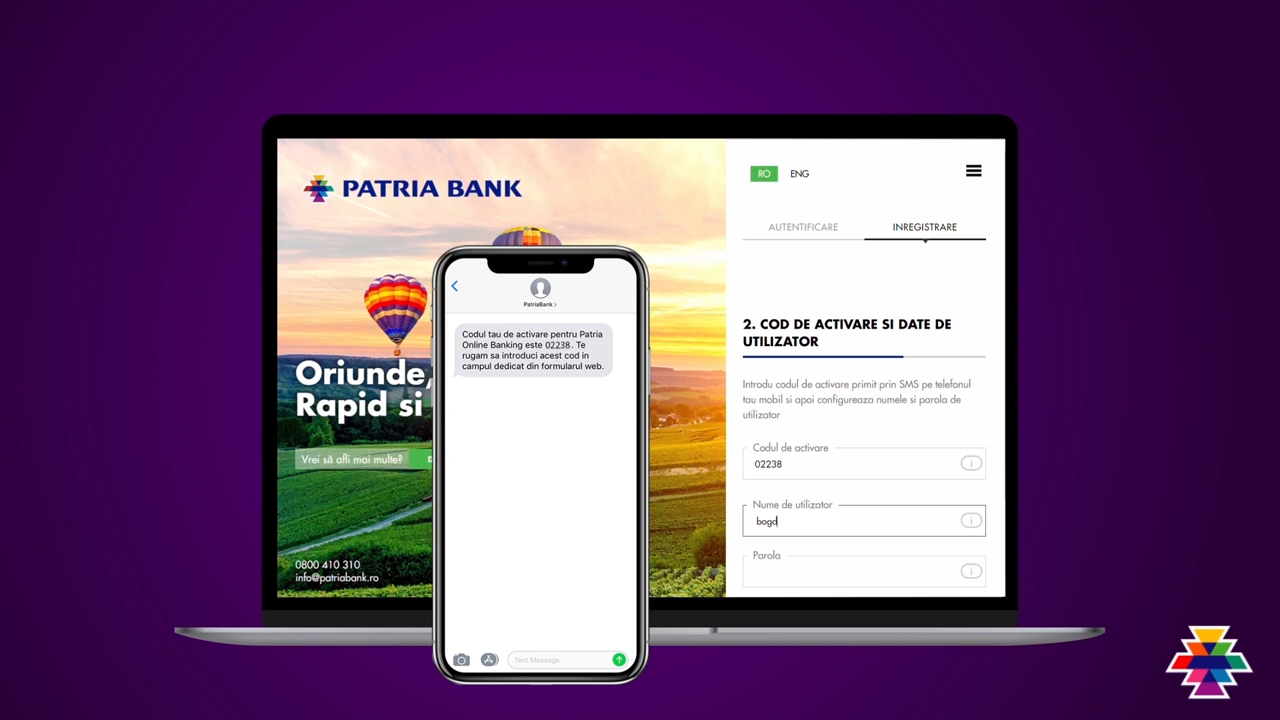 PATRIA BANK
Oriunde,
Rapid si
Vrei să afli mai multe?
0800 410 310
info@patriabank.ro
PatriaBank
Codul tau de activare pentru Patria
Online Banking este 02238. Te
rugam sa introduci acest cod in
campul dedicat din formularul web.
Text Message
RO ENG
AUTENTIFICARE INREGISTRARE
2. COD DE ACTIVARE SI DATE DE
UTILIZATOR
Introdu codul de activare primit prin SMS pe telefonul
tau mobil si apoi configureaza numele si parola de
utilizator
Codul de activare
02238
Nume de utilizator
bogd
Parola